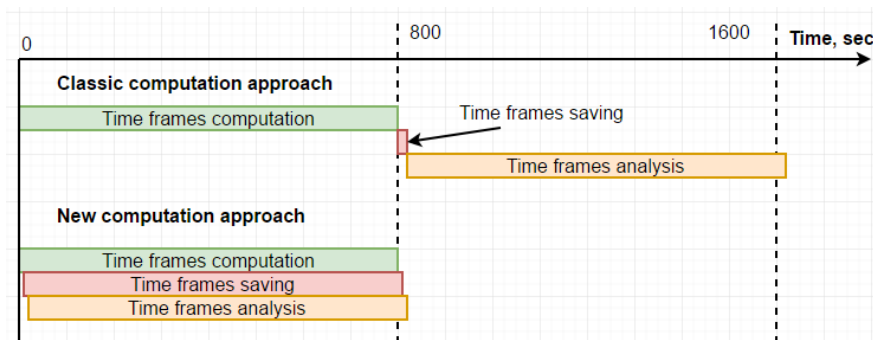 0
800
1600
Time, sec
Classic computation approach
Time frames computation
Time frames saving
Time frames analysis
New computation approach
Time frames computation
Time frames saving
Time frames analysis